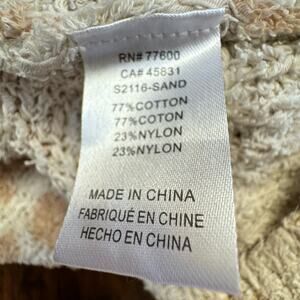 RN# 77600
CA# 45831
S2116-SAND
77%COTTON
77%COTTON
23%NYLON
23%NYLON
MADE IN CHINA
FABRIQUÉ EN CHINE
HECHO EN CHINA